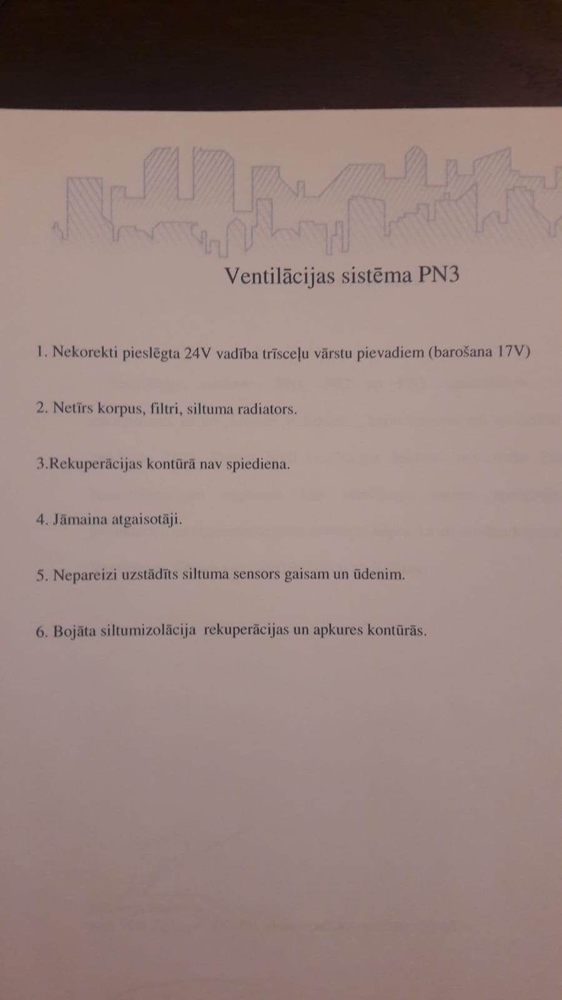 Ventilācijas sistēma PN3
1. Nekorekti pieslēgta 24V vadība trīsceļu vārstu pievadiem (barošana 17V)
2. Netīrs korpus, filtri, siltuma radiators.
3.Rekuperācijas kontūrā nav spiediena.
4. Jāmaina atgaisotāji.
5. Nepareizi uzstādīts siltuma sensors gaisam un ūdenim.
6. Bojāta siltumizolācija  rekuperācijas un apkures kontūrās.